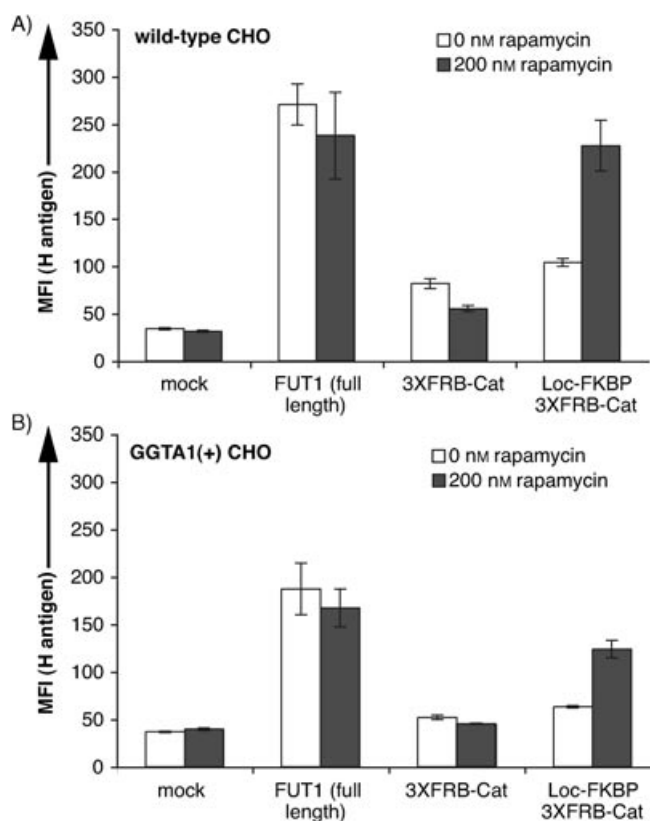 A)
wild-type CHO
0 nM rapamycin
200 nM rapamycin
MFI (H antigen)
350
300
250
200
150
100
50
0
mock
FUT1 (full length)
3XFRB-Cat
Loc-FKBP
3XFRB-Cat
B)
GGTA1(+) CHO
0 nM rapamycin
200 nM rapamycin
MFI (H antigen)
350
300
250
200
150
100
50
0
mock
FUT1 (full
length)
3XFRB-Cat
Loc-FKBP
3XFRB-Cat